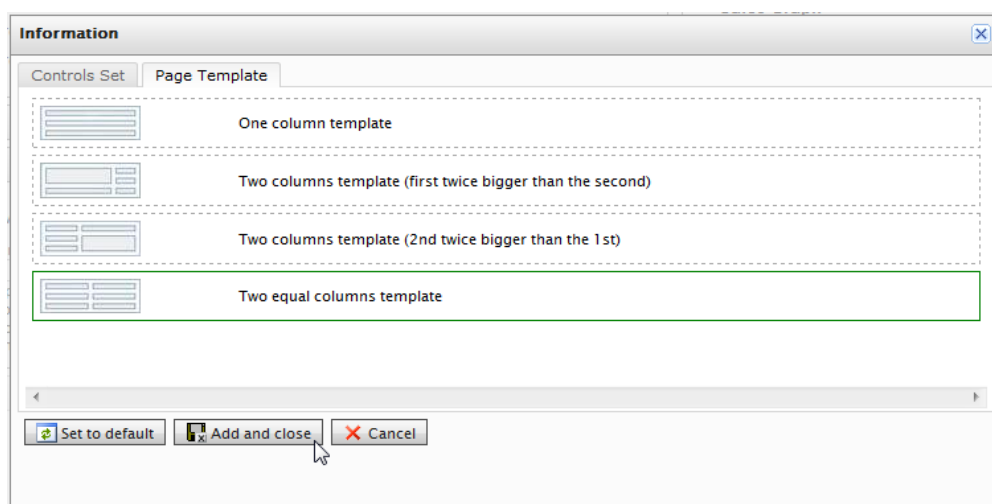 Information
Controls Set
Page Template
One column template
Two columns template (first twice bigger than the second)
Two columns template (2nd twice bigger than the 1st)
Two equal columns template
Set to default
Add and close
Cancel